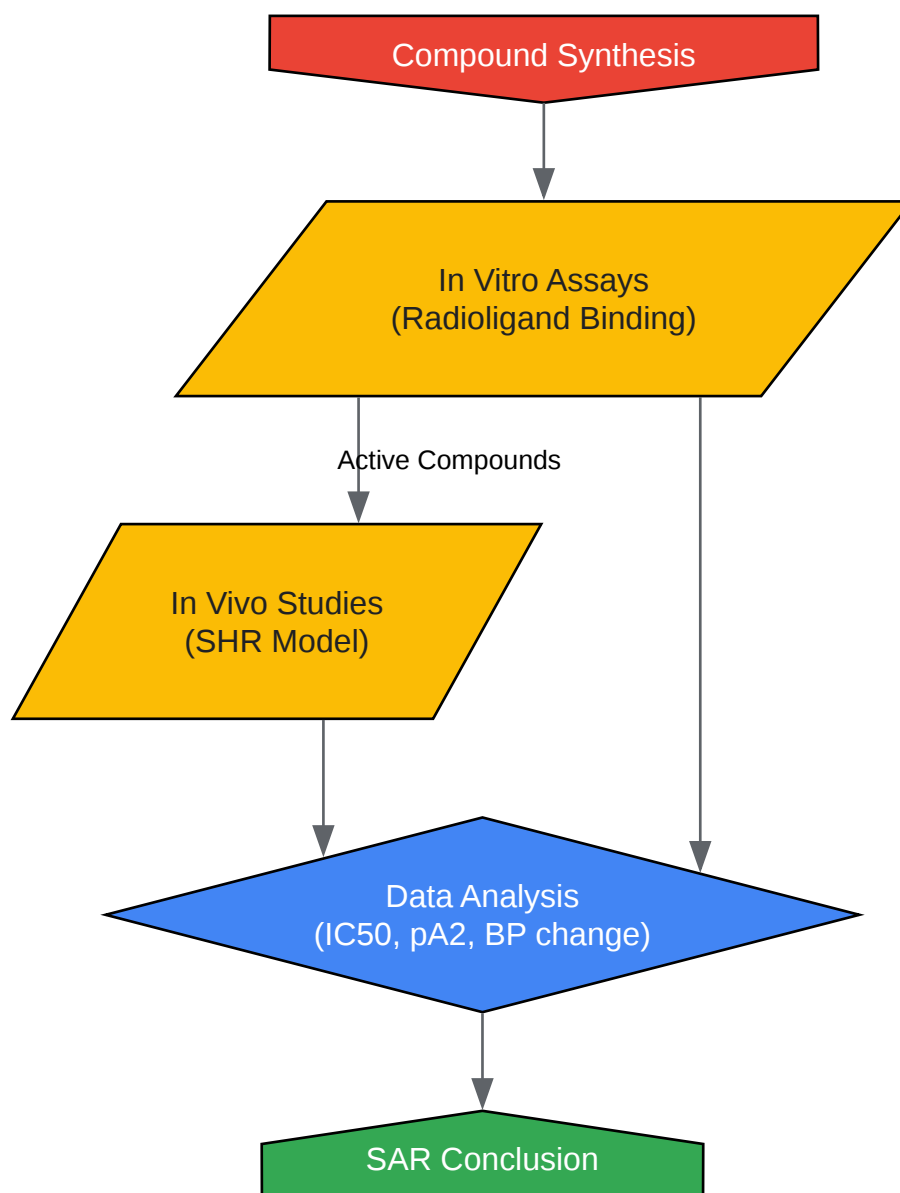 Compound Synthesis
In Vitro Assays
(Radioligand Binding)
Active Compounds
In Vivo Studies
(SHR Model)
Data Analysis
(IC50, pA2, BP change)
SAR Conclusion